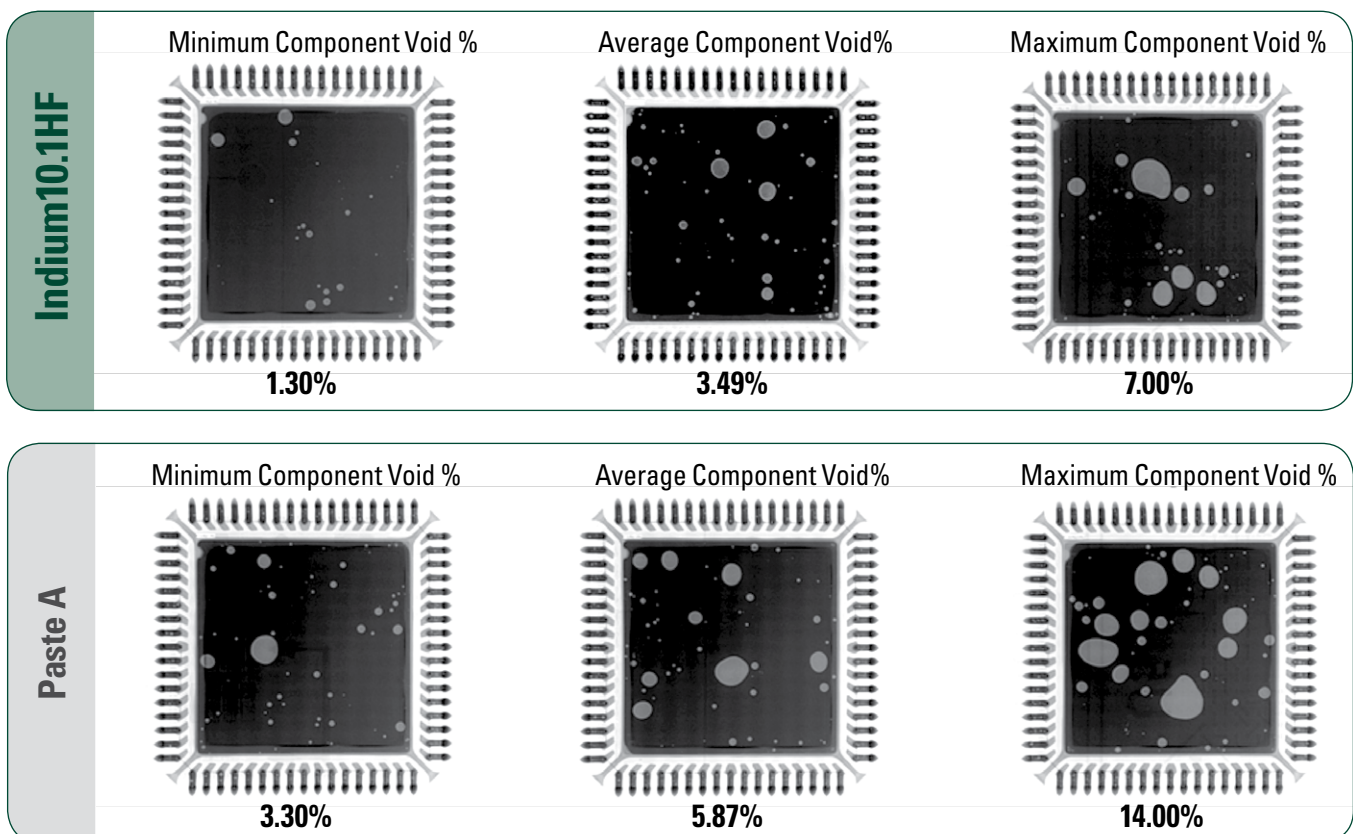 Indium10.1HF
Minimum Component Void %
Average Component Void%
Maximum Component Void %
1.30%
3.49%
7.00%
Paste A
Minimum Component Void %
Average Component Void%
Maximum Component Void %
3.30%
5.87%
14.00%